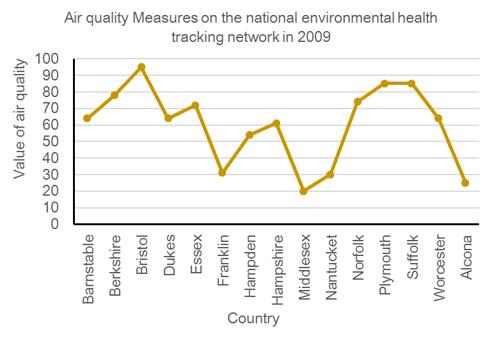 Air quality Measures on the national environmental health
tracking network in 2009
Value of air quality
100
90
80
70
60
50
40
30
20
10
0
Barnstable
Berkshire
Bristol
Dukes
Essex
Franklin
Hampden
Hampshire
Middlesex
Nantucket
Norfolk
Plymouth
Suffolk
Worcester
Alcona
Country